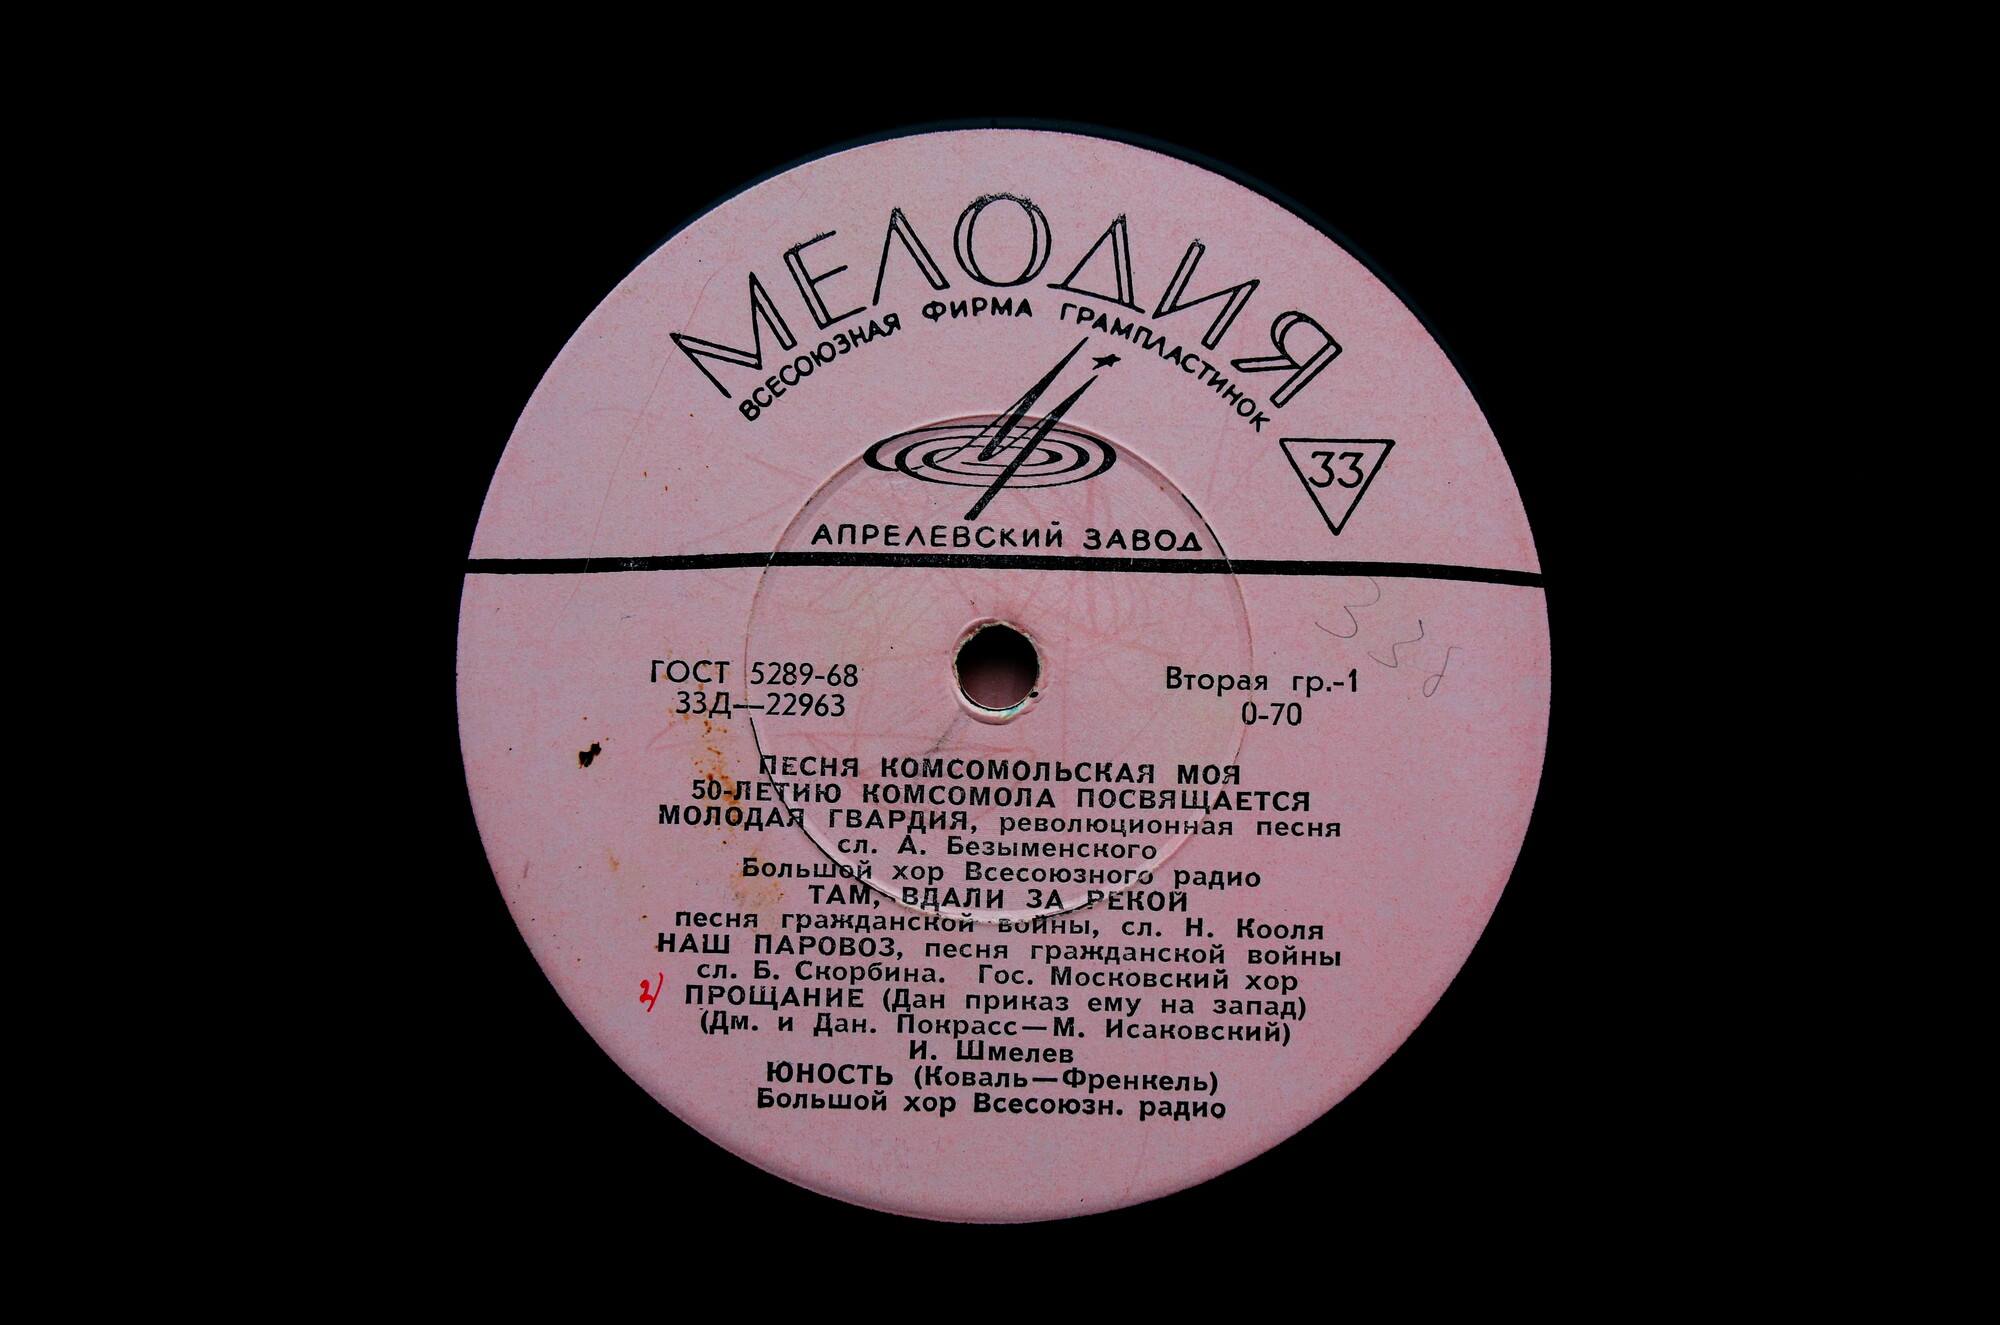 МЕЛОДИЯ
ВСЕСОЮЗНАЯ ФИРМА ГРАМПЛАСТИНОК
33
АПРЕЛЕВСКИЙ ЗАВОД
ГОСТ 5289-68
33Д—22963
Вторая гр.-1
0-70
ПЕСНЯ КОМСОМОЛЬСКАЯ МОЯ
50-ЛЕТИЮ КОМСОМОЛА ПОСВЯЩАЕТСЯ
МОЛОДАЯ ГВАРДИЯ, революционная песня
сл. А. Безыменского
Большой хор Всесоюзного радио
ТАМ, ВДАЛИ ЗА РЕКОЙ
песня гражданской войны, сл. Н. Кооля
НАШ ПАРОВОЗ, песня гражданской войны
сл. Б. Скорбина. Гос. Московский хор
2) ПРОЩАНИЕ (Дан приказ ему на запад)
(Дм. и Дан. Покрасс—М. Исаковский)
И. Шмелев
ЮНОСТЬ (Коваль—Френкель)
Большой хор Всесоюзн. радио